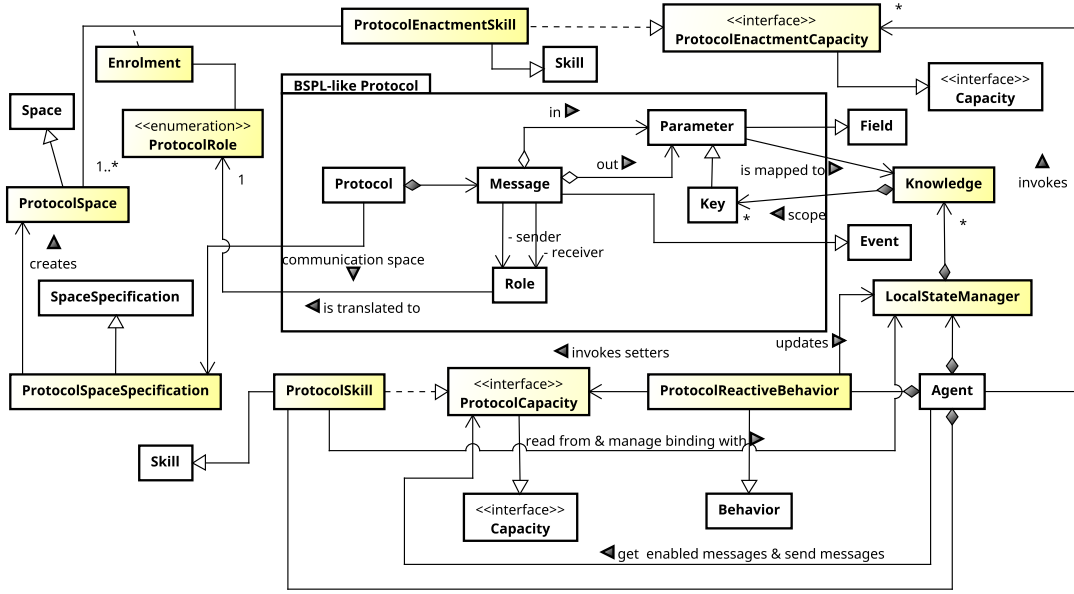 ProtocolEnactmentSkill
<<interface>>
ProtocolEnactmentCapacity
*
Enrolment
Skill
<<interface>>
Capacity
BSPL-like Protocol
Space
<<enumeration>>
ProtocolRole
in
Parameter
Field
1..*
1
out
is mapped to
invokes
Protocol
Message
Knowledge
ProtocolSpace
Key
*
scope
*
- sender
- receiver
Event
creates
communication space
SpaceSpecification
Role
LocalStateManager
is translated to
updates
invokes setters
ProtocolSpaceSpecification
ProtocolSkill
<<interface>>
ProtocolCapacity
ProtocolReactiveBehavior
Agent
read from & manage binding with
Skill
<<interface>>
Capacity
Behavior
get enabled messages & send messages